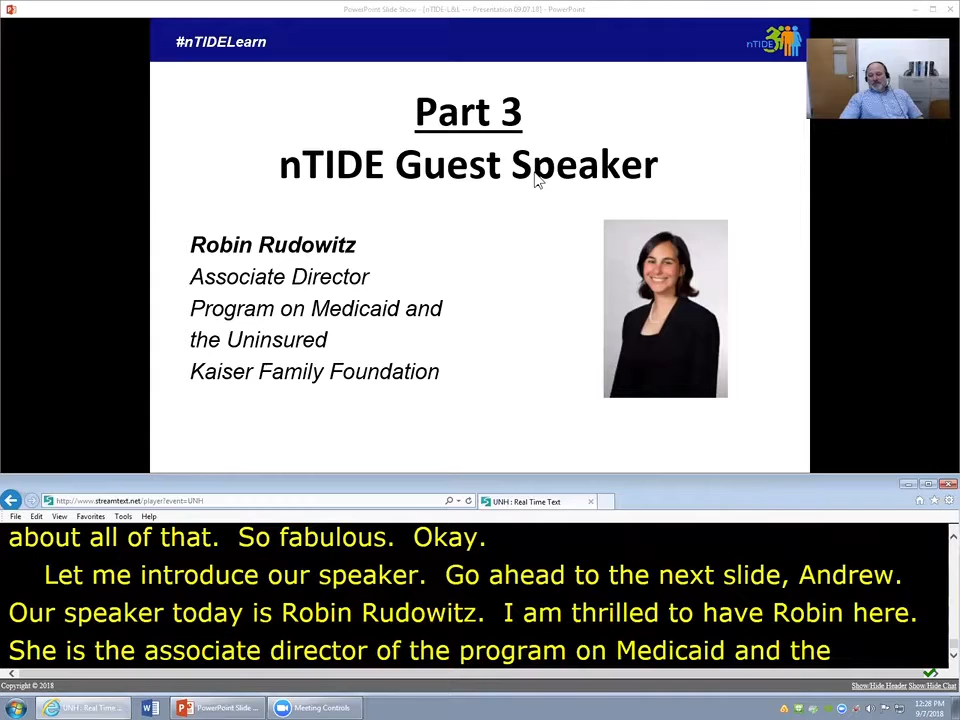 PowerPoint Slide Show - [nTIDE-L&L --- Presentation 09.07.18] - PowerPoint
#nTIDELearn
nTIDE
Part 3
nTIDE Guest Speaker
Robin Rudowitz
Associate Director
Program on Medicaid and
the Uninsured
Kaiser Family Foundation
http://www.streamtext.net/player?event=UNH
UNH : Real Time Text
File Edit View Favorites Tools Help
about all of that. So fabulous. Okay.
Let me introduce our speaker. Go ahead to the next slide, Andrew.
Our speaker today is Robin Rudowitz. I am thrilled to have Robin here.
She is the associate director of the program on Medicaid and the
Copyright © 2018
Show/Hide Header Show/Hide Chat
UNH : Real Time ...
PowerPoint Slide ...
Meeting Controls
12:28 PM
9/7/2018